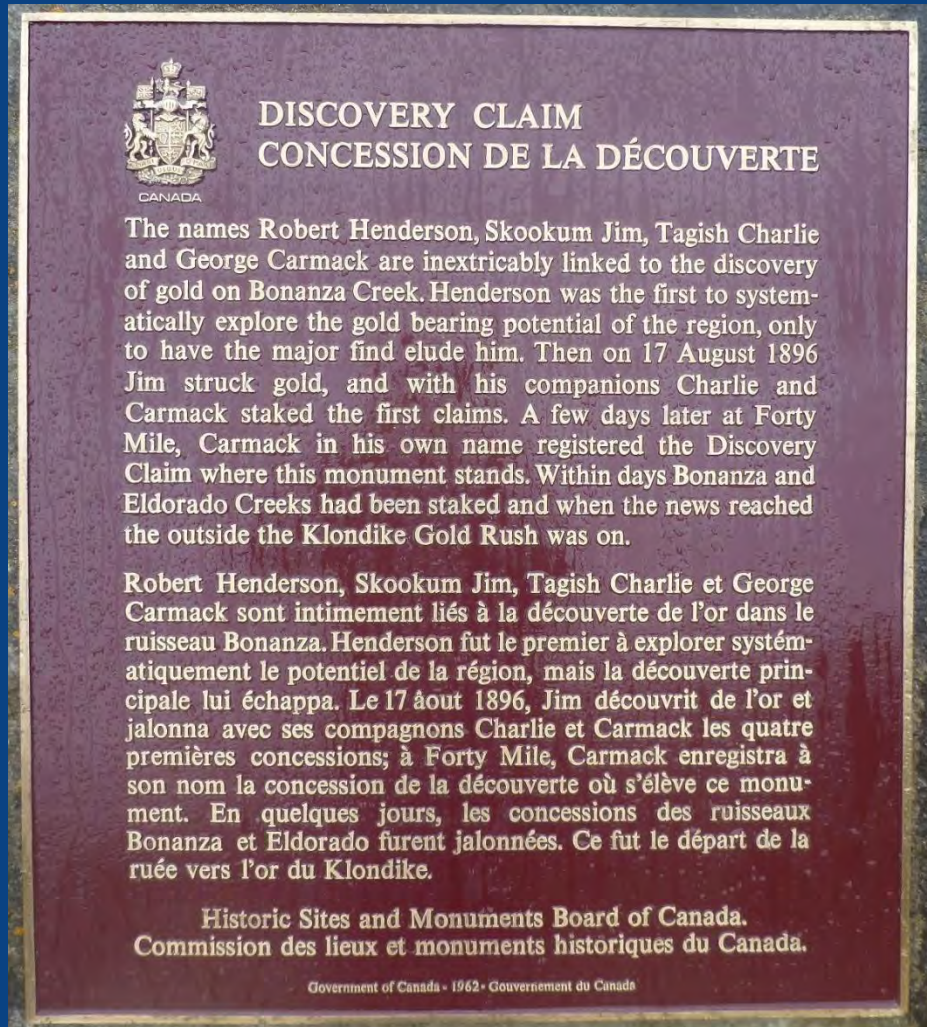 CANADA
DISCOVERY CLAIM
CONCESSION DE LA DÉCOUVERTE
The names Robert Henderson, Skookum Jim, Tagish Charlie
and George Carmack are inextricably linked to the discovery
of gold on Bonanza Creek. Henderson was the first to system-
atically explore the gold bearing potential of the region, only
to have the major find elude him. Then on 17 August 1896
Jim struck gold, and with his companions Charlie and
Carmack staked the first claims. A few days later at Forty
Mile, Carmack in his own name registered the Discovery
Claim where this monument stands. Within days Bonanza and
Eldorado Creeks had been staked and when the news reached
the outside the Klondike Gold Rush was on.
Robert Henderson, Skookum Jim, Tagish Charlie et George
Carmack sont intimement liés à la découverte de l'or dans le
ruisseau Bonanza. Henderson fut le premier à explorer systém-
atiquement le potentiel de la région, mais la découverte prin-
cipale lui échappa. Le 17 âout 1896, Jim découvrit de l'or et
jalonna avec ses compagnons Charlie et Carmack les quatre
premières concessions; à Forty Mile, Carmack enregistra à
son nom la concession de la découverte où s'élève ce monu-
ment. En quelques jours, les concessions des ruisseaux
Bonanza et Eldorado furent jalonnées. Ce fut le départ de la
ruée vers l'or du Klondike.
Historic Sites and Monuments Board of Canada.
Commission des lieux et monuments historiques du Canada.
Government of Canada - 1962 - Gouvernement du Canada